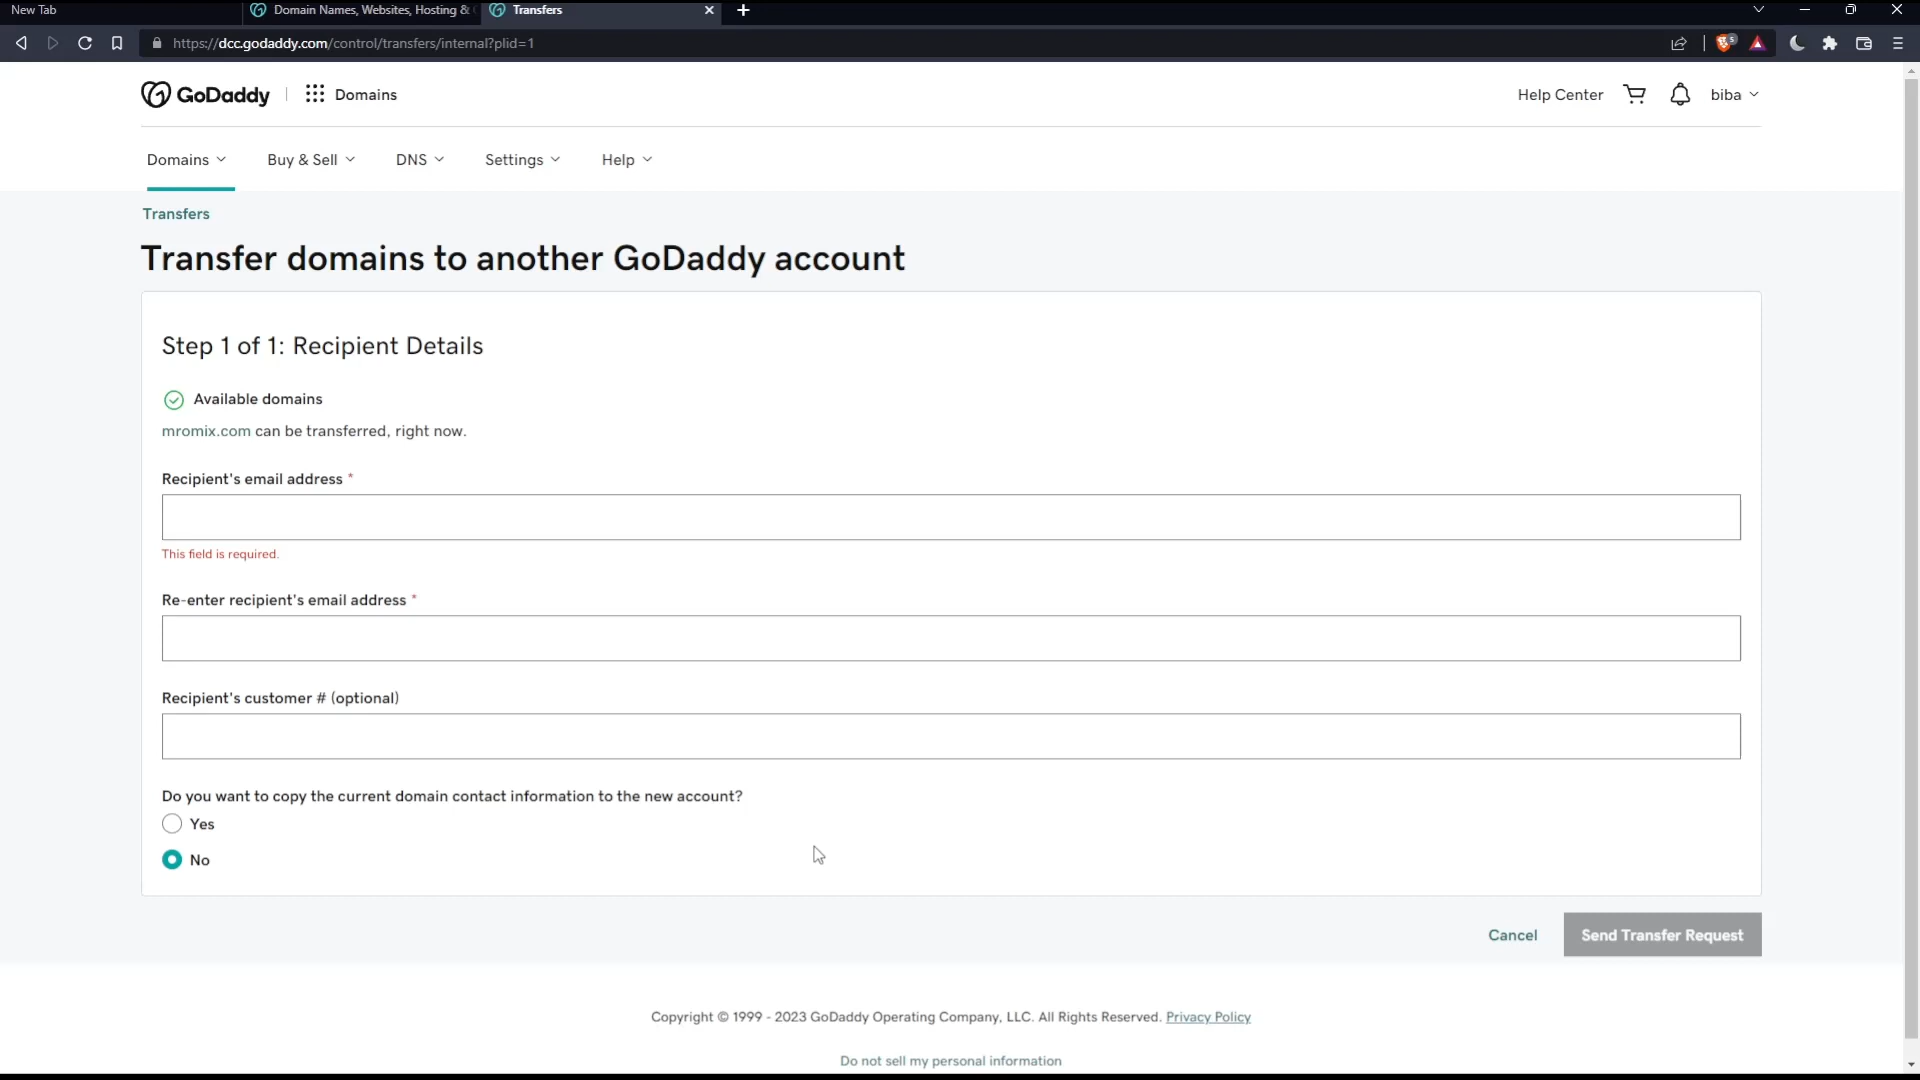 New Tab
Domain Names, Websites, Hosting &
Transfers
https://dcc.godaddy.com/control/transfers/internal?plid=1
5
GoDaddy
Domains
Help Center
biba
Domains
Buy & Sell
DNS
Settings
Help
Transfers
Transfer domains to another GoDaddy account
Step 1 of 1: Recipient Details
Available domains
mromix.com can be transferred, right now.
Recipient's email address *
This field is required.
Re-enter recipient's email address *
Recipient's customer # (optional)
Do you want to copy the current domain contact information to the new account?
Yes
No
Cancel
Send Transfer Request
Copyright © 1999 - 2023 GoDaddy Operating Company, LLC. All Rights Reserved. Privacy Policy
Do not sell my personal information